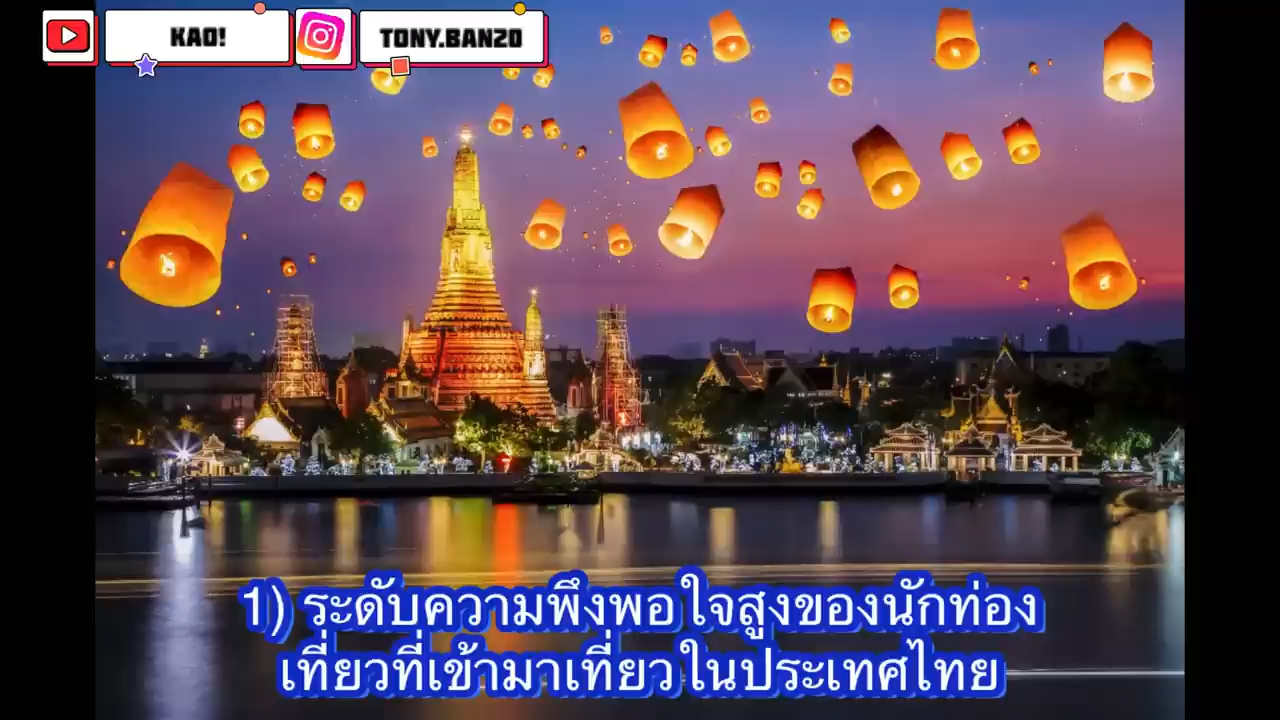 KAO!
TONY.BANZO
1) ระดับความพึงพอใจสูงของนักท่อง
เที่ยวที่เข้ามาเที่ยวในประเทศไทย